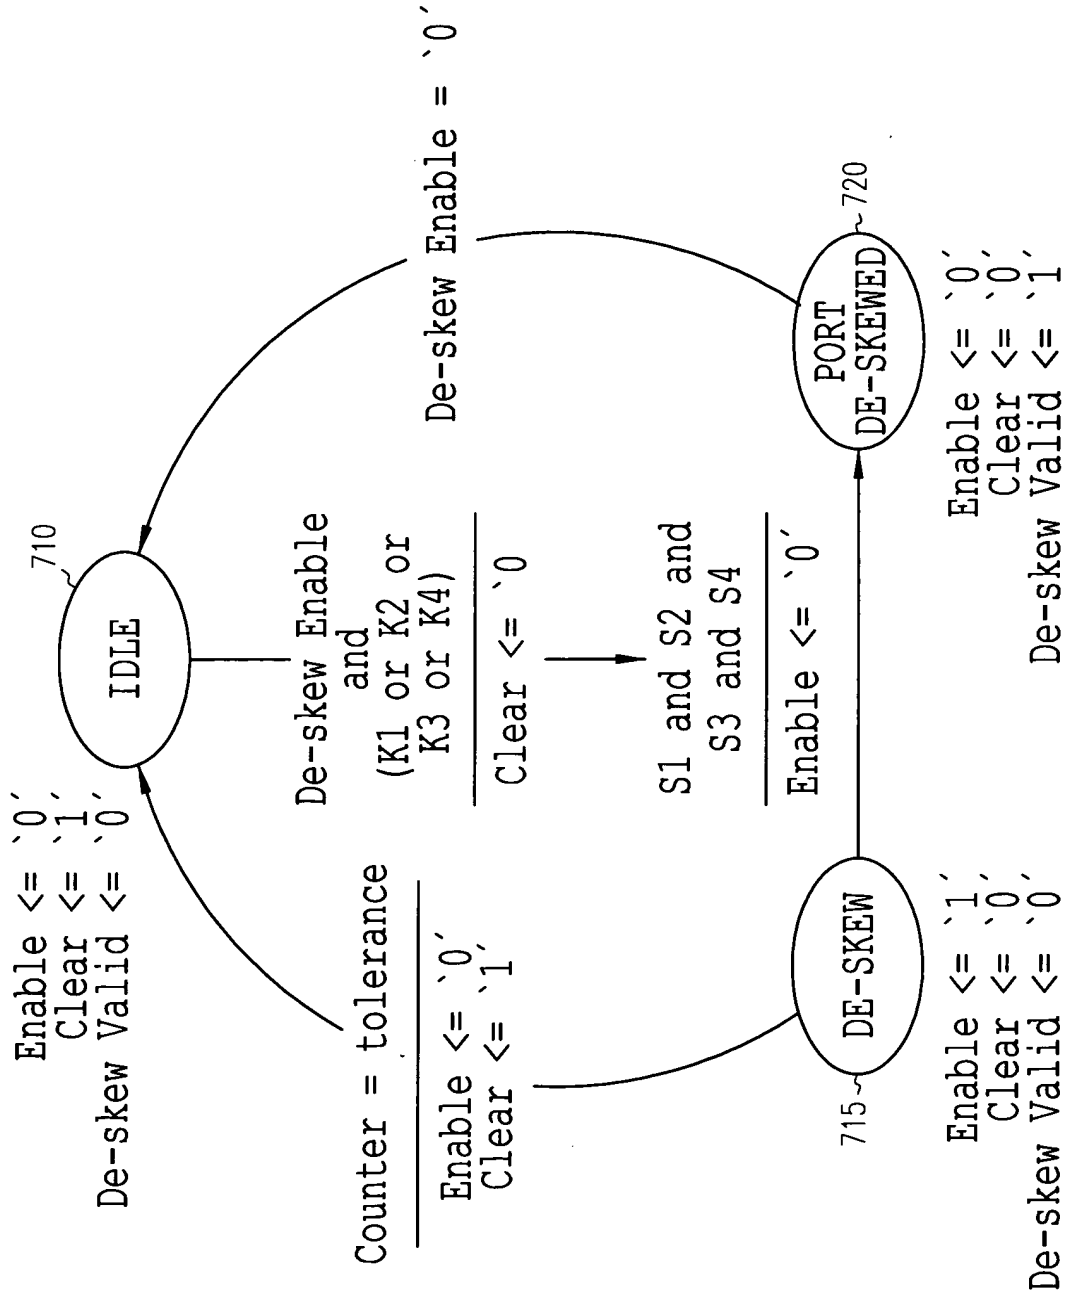 Enable <= `0´
Clear <= `1´
De-skew Valid <= `0´
710
IDLE
Counter = tolerance
Enable <= `0´
Clear <= `1´
De-skew Enable
and
(K1 or K2 or
K3 or K4)
Clear <= `0
De-skew Enable = `0´
S1 and S2 and
S3 and S4
Enable <= `0´
715
DE-SKEW
Enable <= `1´
Clear <= `0´
De-skew Valid <= `0´
720
PORT
DE-SKEWED
Enable <= `0´
Clear <= `0´
De-skew Valid <= `1´